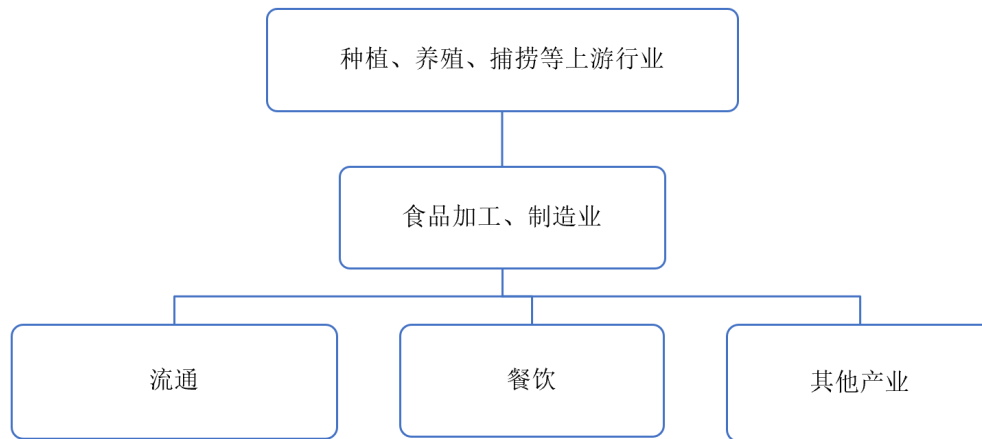 种植、养殖、捕捞等上游行业
食品加工、制造业
流通
餐饮
其他产业